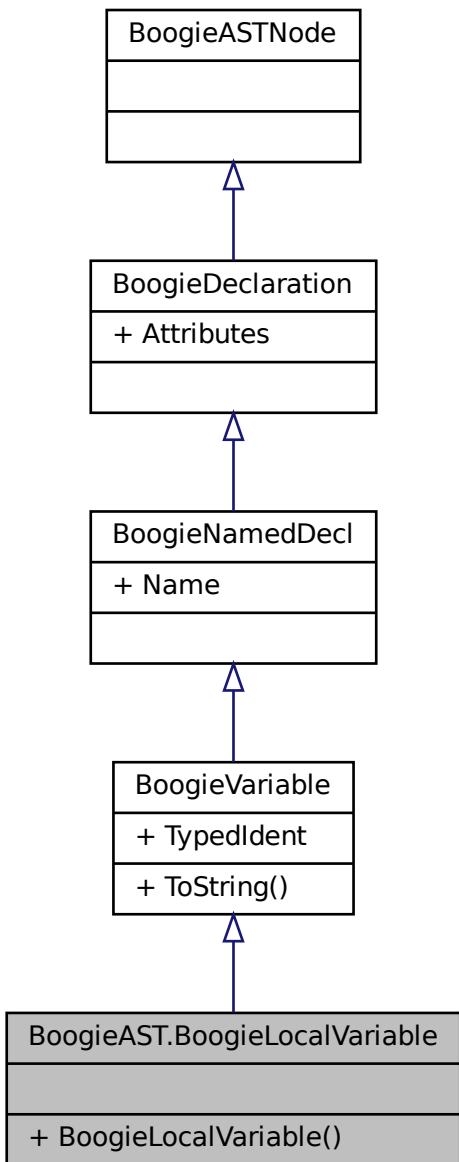 BoogieASTNode
BoogieDeclaration
+ Attributes
BoogieNamedDecl
+ Name
BoogieVariable
+ TypedIdent
+ ToString()
BoogieAST.BoogieLocalVariable
+ BoogieLocalVariable()